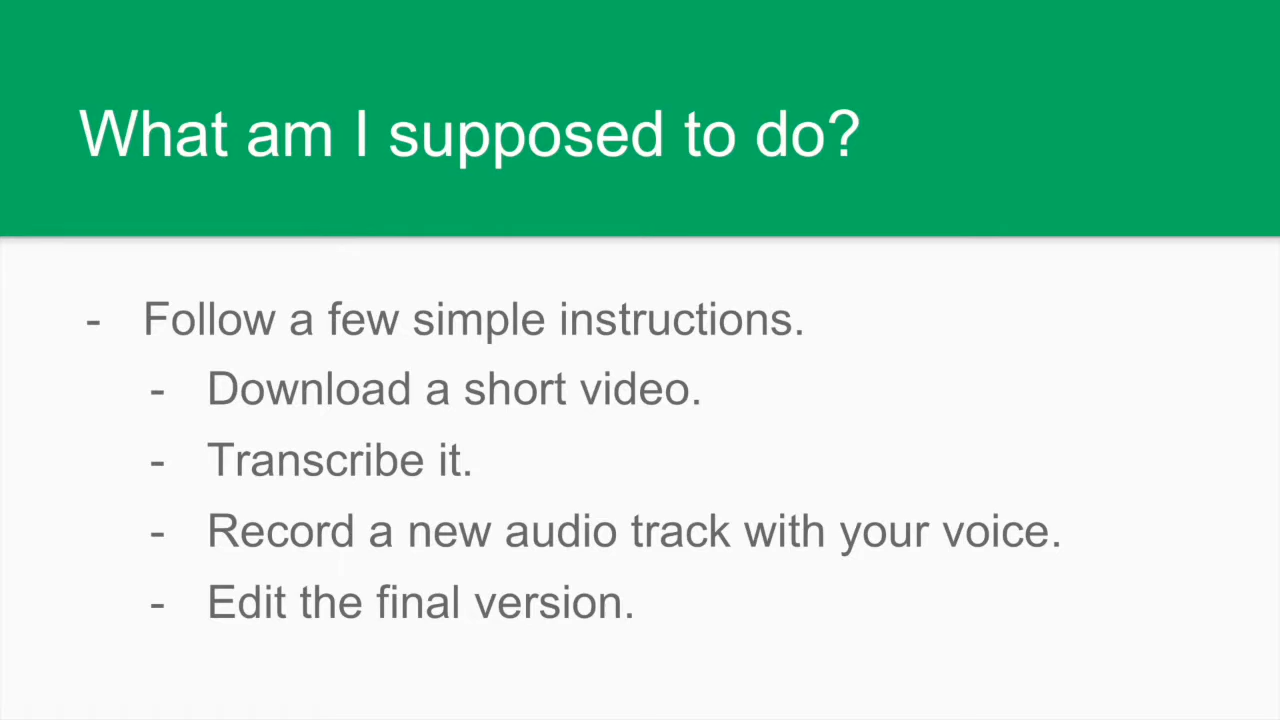 What am I supposed to do?
- Follow a few simple instructions.
- Download a short video.
- Transcribe it.
- Record a new audio track with your voice.
- Edit the final version.